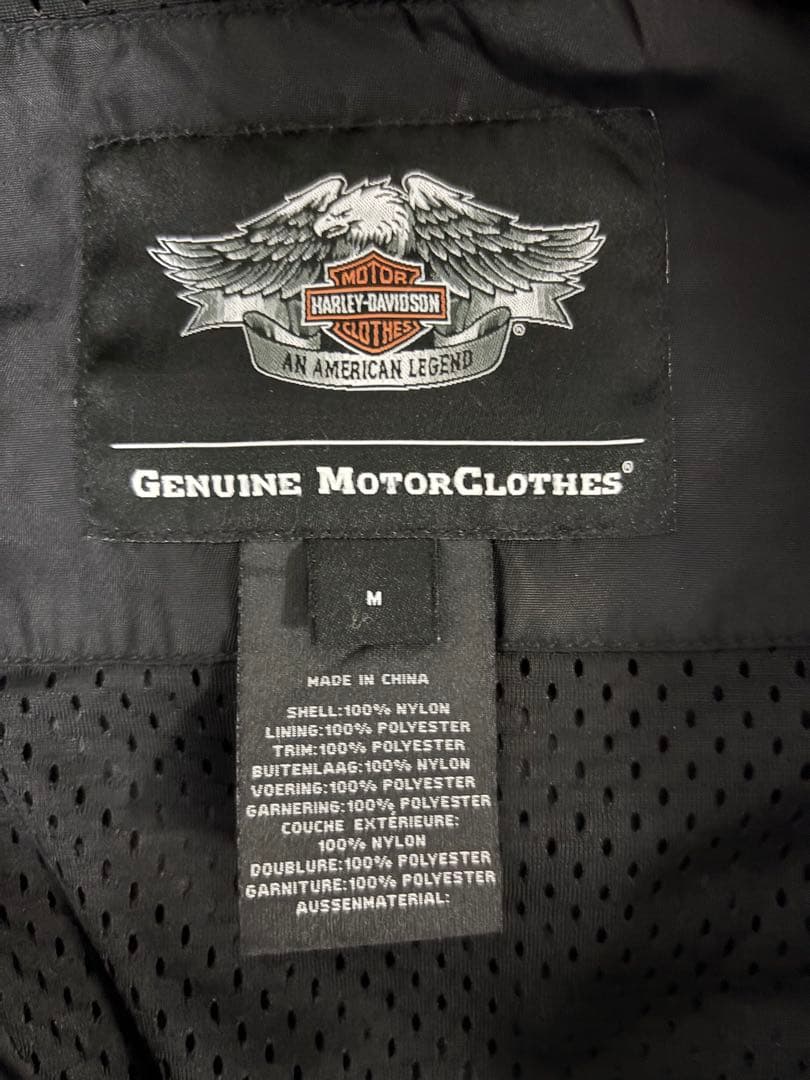 MOTOR
HARLEY-DAVIDSON
CLOTHES
®
AN AMERICAN LEGEND
GENUINE MOTORCLOTHES®
M
MADE IN CHINA
SHELL:100% NYLON
LINING:100% POLYESTER
TRIM:100% POLYESTER
BUITENLAAG:100% NYLON
VOERING:100% POLYESTER
GARNERING:100% POLYESTER
COUCHE EXTÉRIEURE:
100% NYLON
DOUBLURE:100% POLYESTER
GARNITURE:100% POLYESTER
AUSSENMATERIAL: